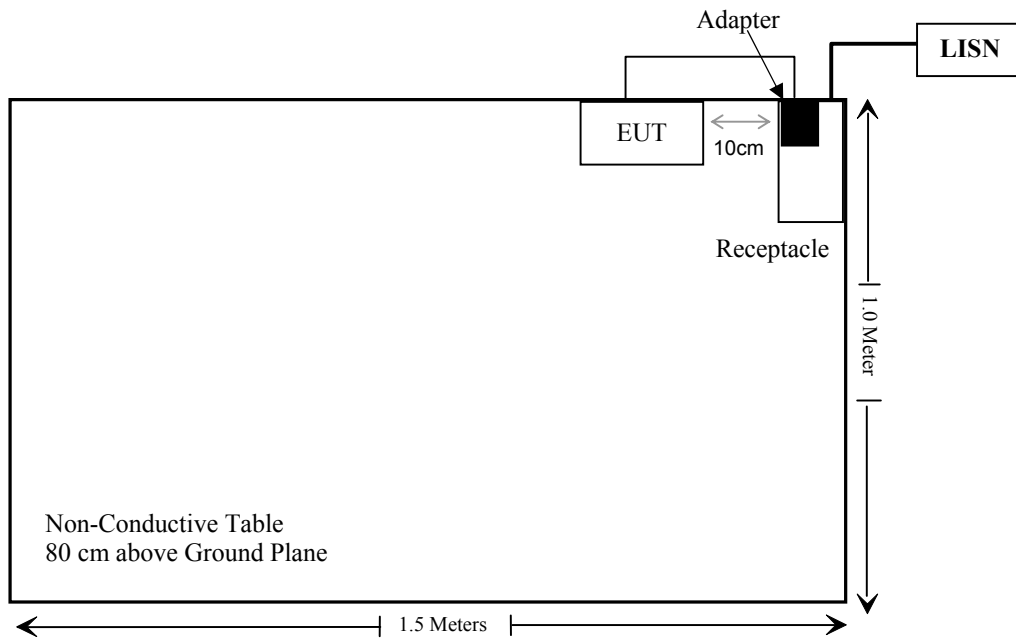 Adapter
LISN
EUT
10cm
Receptacle
1.0 Meter
Non-Conductive Table
80 cm above Ground Plane
1.5 Meters